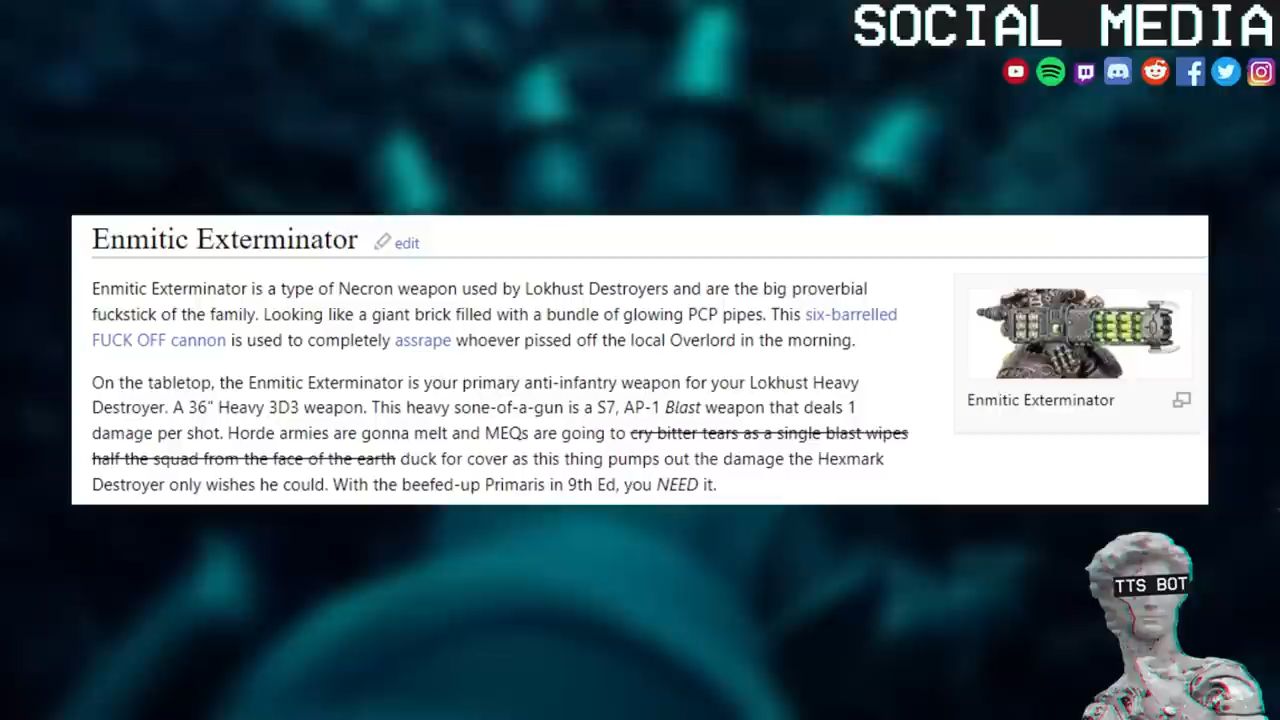 SOCIAL MEDIA
Enmitic Exterminator edit
Enmitic Exterminator is a type of Necron weapon used by Lokhust Destroyers and are the big proverbial
fuckstick of the family. Looking like a giant brick filled with a bundle of glowing PCP pipes. This six-barrelled
FUCK OFF cannon is used to completely assrape whoever pissed off the local Overlord in the morning.
Enmitic Exterminator
On the tabletop, the Enmitic Exterminator is your primary anti-infantry weapon for your Lokhust Heavy
Destroyer. A 36" Heavy 3D3 weapon. This heavy sone-of-a-gun is a S7, AP-1 Blast weapon that deals 1
damage per shot. Horde armies are gonna melt and MEQs are going to cry bitter tears as a single blast wipes
half the squad from the face of the earth duck for cover as this thing pumps out the damage the Hexmark
Destroyer only wishes he could. With the beefed-up Primaris in 9th Ed, you NEED it.
TTS BOT